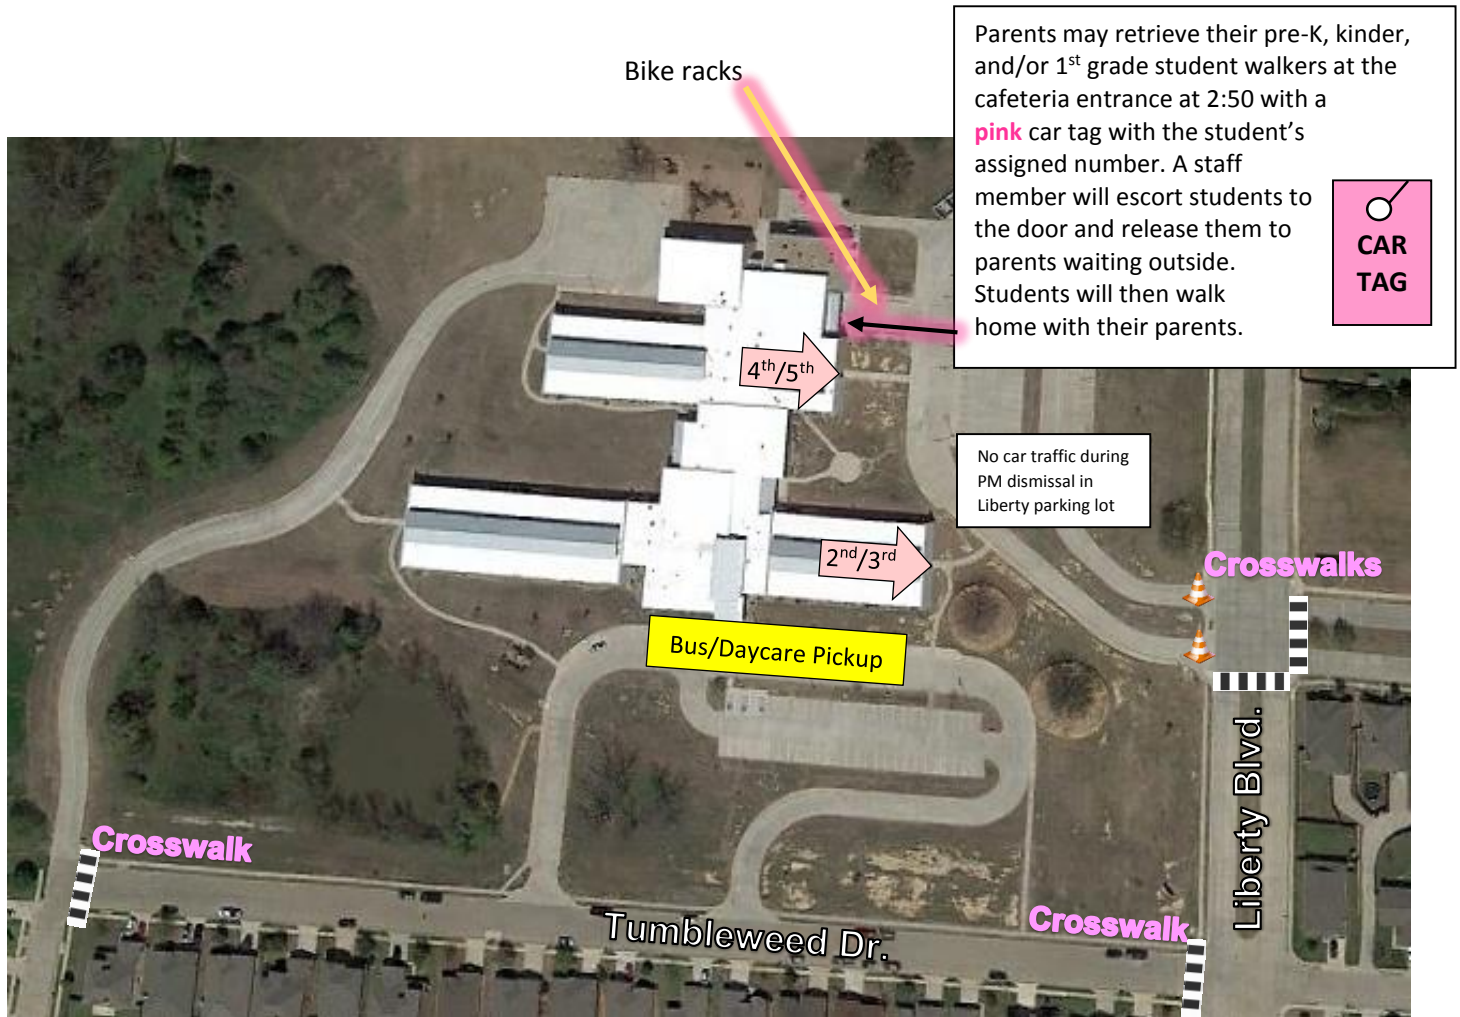 Bike racks
Parents may retrieve their pre-K, kinder,
and/or 1st grade student walkers at the
cafeteria entrance at 2:50 with a
pink car tag with the student’s
assigned number. A staff
member will escort students to
the door and release them to
parents waiting outside.
Students will then walk
home with their parents.
CAR
TAG
4th/5th
No car traffic during
PM dismissal in
Liberty parking lot
2nd/3rd
Crosswalks
Bus/Daycare Pickup
Liberty Blvd.
Crosswalk
Crosswalk
Tumbleweed Dr.